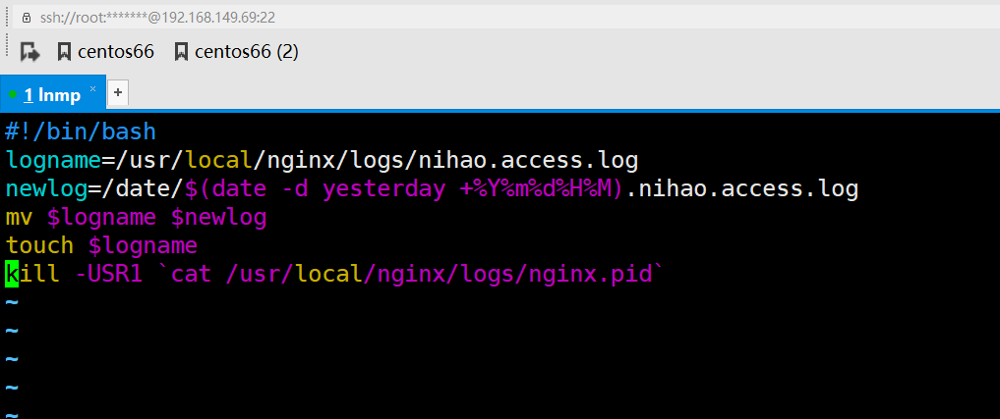 ssh://root:*******@192.168.149.69:22
centos66 centos66 (2)
1 lnmp × +
#!/bin/bash
logname=/usr/local/nginx/logs/nihao.access.log
newlog=/date/$(date -d yesterday +%Y%m%d%H%M).nihao.access.log
mv $logname $newlog
touch $logname
kill -USR1 `cat /usr/local/nginx/logs/nginx.pid`
~
~
~
~
~